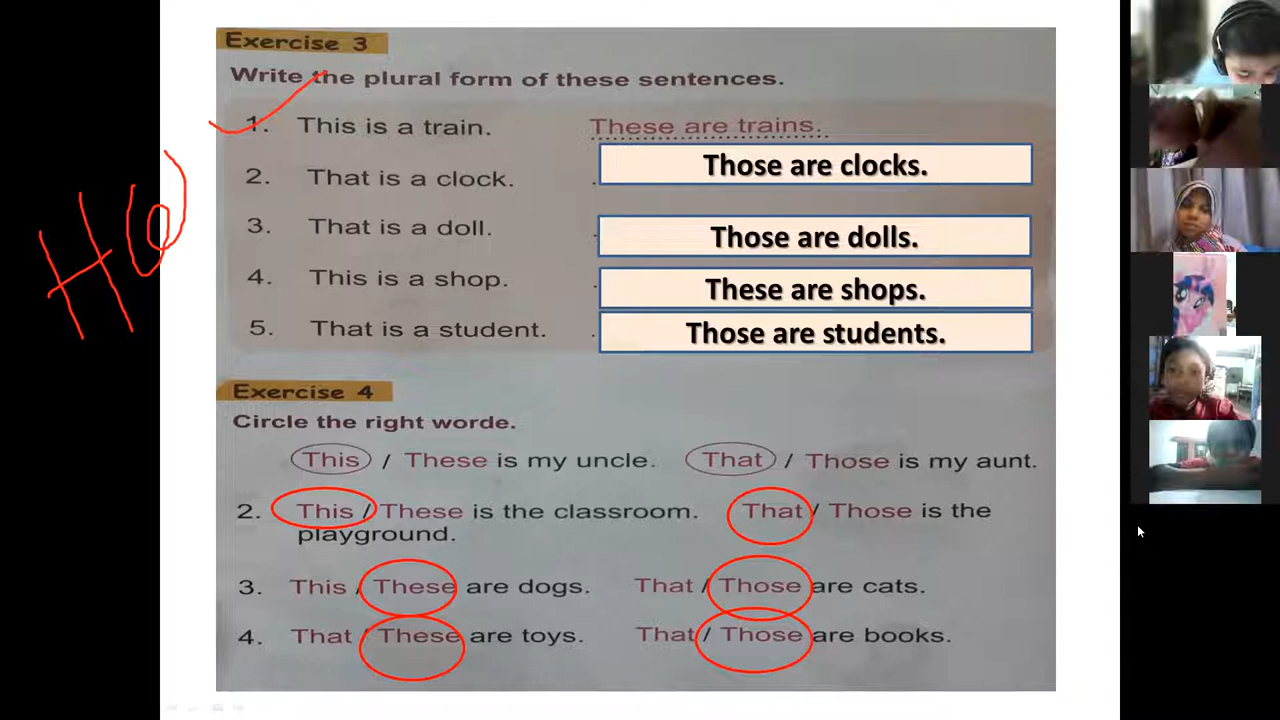 Exercise 3
Write the plural form of these sentences.
1. This is a train. These are trains.
2. That is a clock. Those are clocks.
3. That is a doll. Those are dolls.
4. This is a shop. These are shops.
5. That is a student. Those are students.
Exercise 4
Circle the right worde.
This / These is my uncle. That / Those is my aunt.
2. This / These is the classroom. That / Those is the
playground.
3. This / These are dogs. That / Those are cats.
4. That / These are toys. That / Those are books.